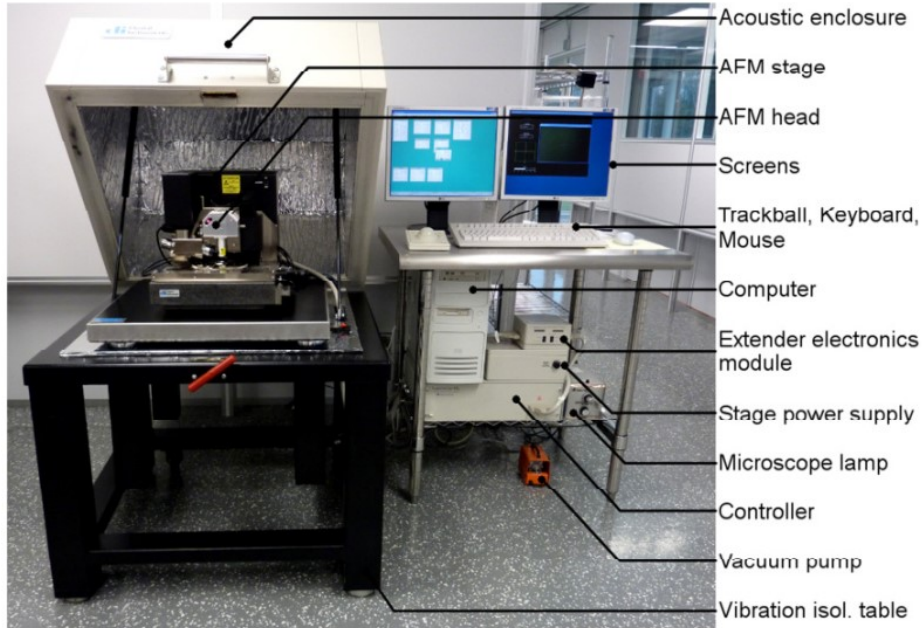 Acoustic enclosure
AFM stage
AFM head
Screens
Trackball, Keyboard,
Mouse
Computer
Extender electronics
module
Stage power supply
Microscope lamp
Controller
Vacuum pump
Vibration isol. table